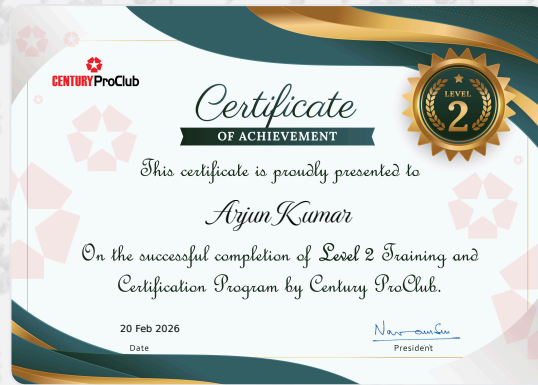 CENTURY ProClub
LEVEL
2
Certificate
OF ACHIEVEMENT
This certificate is proudly presented to
Arjun Kumar
On the successful completion of Level 2 Training and
Certification Program by Century ProClub.
20 Feb 2026
Date
President